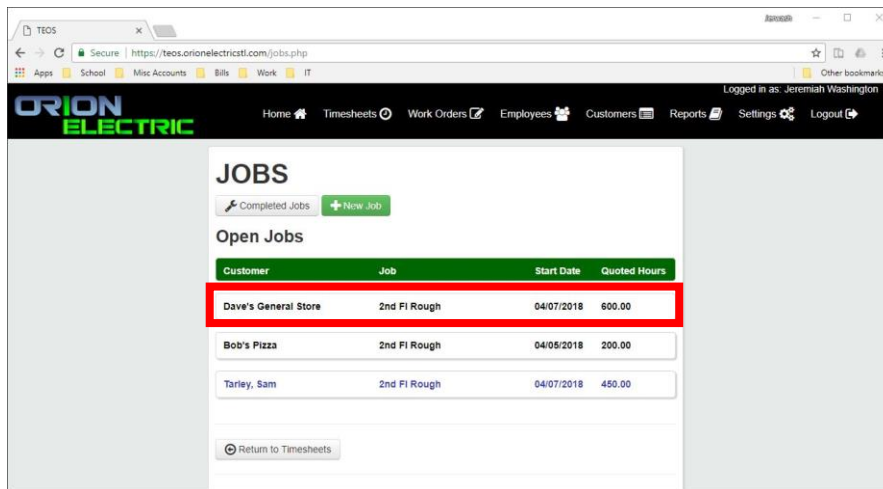 TEOS
Jeremiah
Secure | https://teos.orionelectricstl.com/jobs.php
Apps School Misc Accounts Bills Work IT Other bookmarks
Logged in as: Jeremiah Washington
ORION
ELECTRIC
Home Timesheets Work Orders Employees Customers Reports Settings Logout
JOBS
Completed Jobs New Job
Open Jobs
Customer Job Start Date Quoted Hours
Dave's General Store 2nd Fl Rough 04/07/2018 600.00
Bob's Pizza 2nd Fl Rough 04/05/2018 200.00
Tarley, Sam 2nd Fl Rough 04/07/2018 450.00
Return to Timesheets